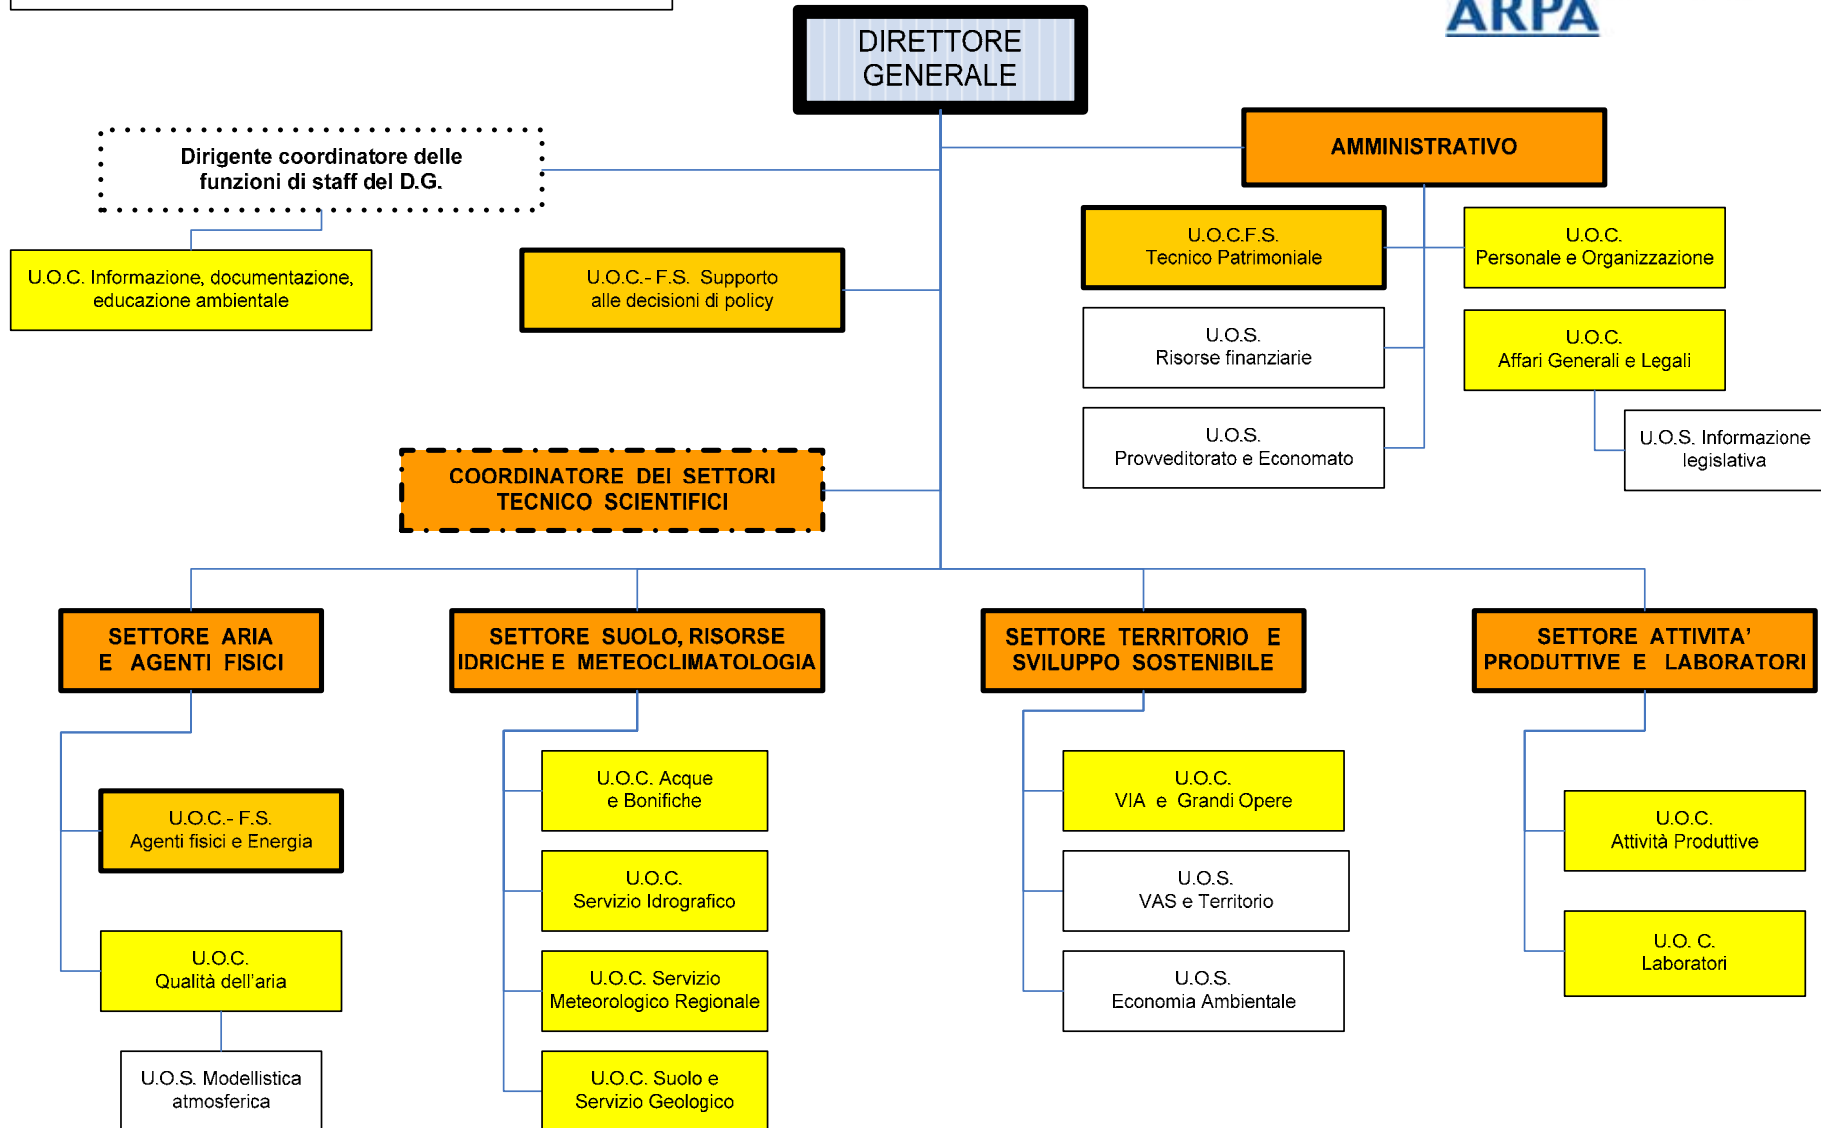 ARPA
DIRETTORE
GENERALE
Dirigente coordinatore delle
funzioni di staff del D.G.
AMMINISTRATIVO
U.O.C. Informazione, documentazione,
educazione ambientale
U.O.C.- F.S. Supporto
alle decisioni di policy
U.O.C.F.S.
Tecnico Patrimoniale
U.O.C.
Personale e Organizzazione
U.O.S.
Risorse finanziarie
U.O.C.
Affari Generali e Legali
U.O.S.
Provveditorato e Economato
U.O.S. Informazione
legislativa
COORDINATORE DEI SETTORI
TECNICO SCIENTIFICI
SETTORE ARIA
E AGENTI FISICI
SETTORE SUOLO, RISORSE
IDRICHE E METEOCLIMATOLOGIA
SETTORE TERRITORIO E
SVILUPPO SOSTENIBILE
SETTORE ATTIVITA'
PRODUTTIVE E LABORATORI
U.O.C.- F.S.
Agenti fisici e Energia
U.O.C.
Qualità dell'aria
U.O.S. Modellistica
atmosferica
U.O.C. Acque
e Bonifiche
U.O.C.
Servizio Idrografico
U.O.C. Servizio
Meteorologico Regionale
U.O.C. Suolo e
Servizio Geologico
U.O.C.
VIA e Grandi Opere
U.O.S.
VAS e Territorio
U.O.S.
Economia Ambientale
U.O.C.
Attività Produttive
U.O. C.
Laboratori